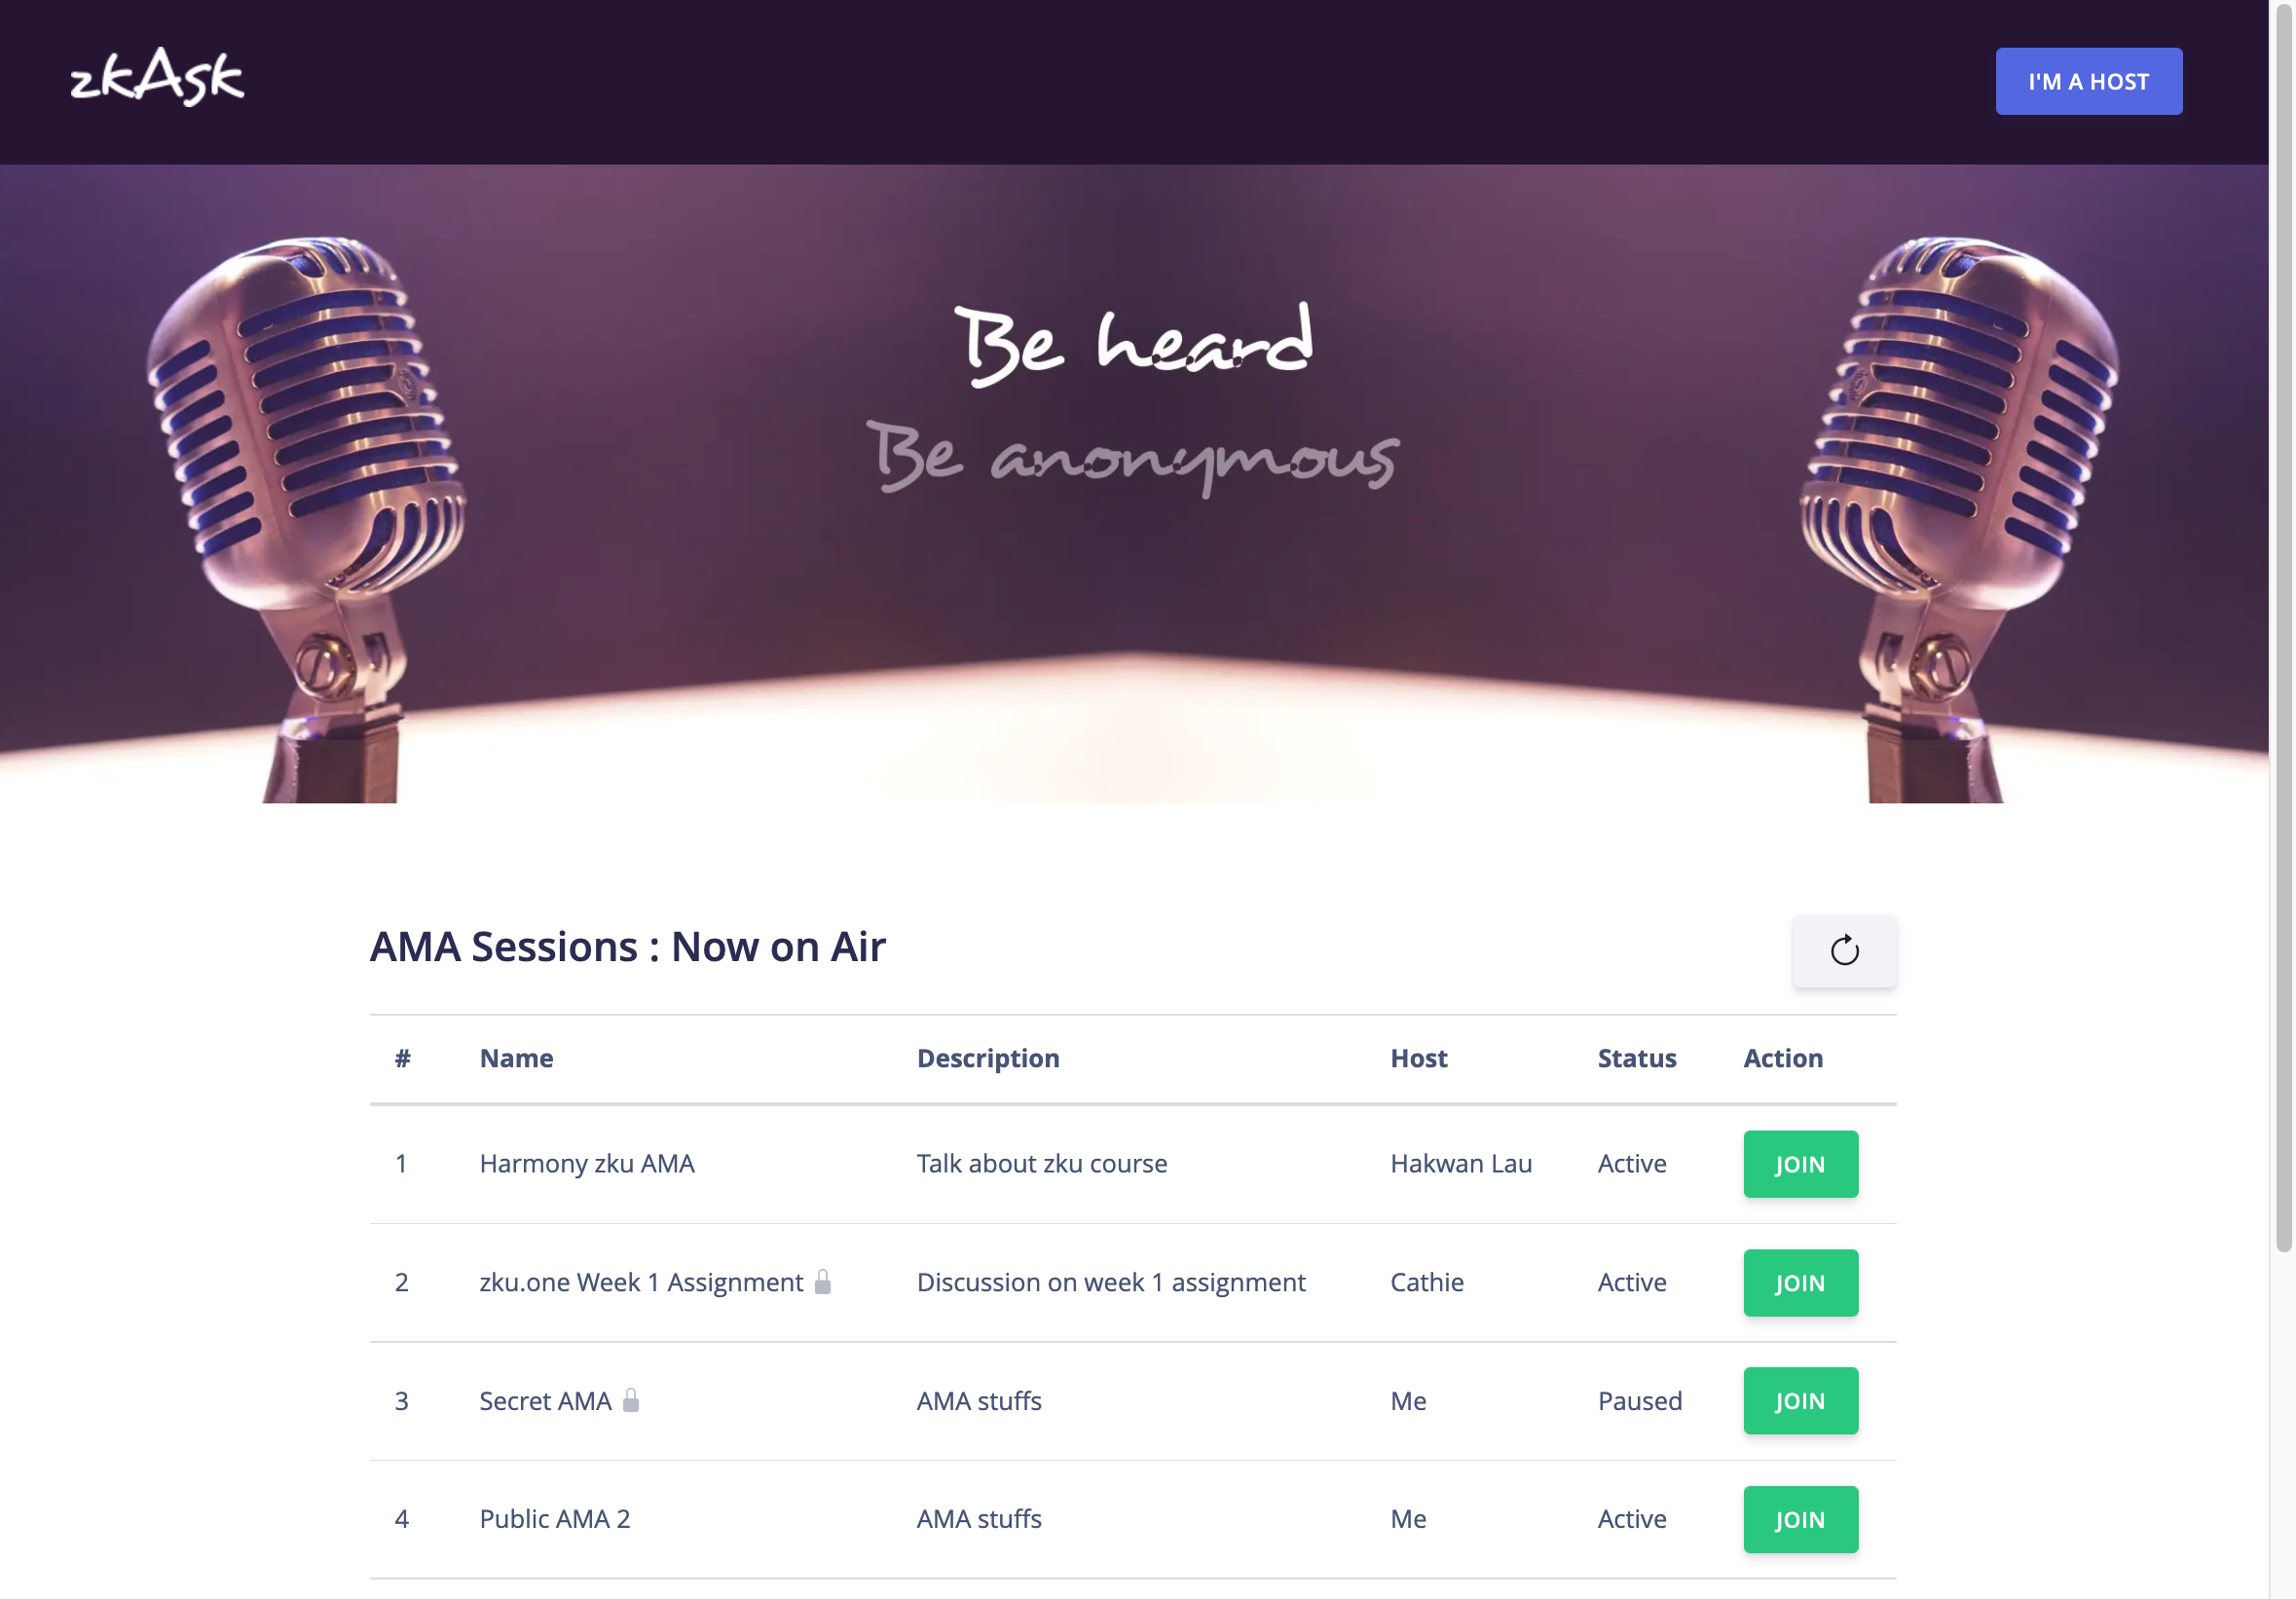 zkAsk
I'M A HOST
Be heard
Be anonymous
AMA Sessions : Now on Air
# Name Description Host Status Action
1 Harmony zku AMA Talk about zku course Hakwan Lau Active JOIN
2 zku.one Week 1 Assignment Discussion on week 1 assignment Cathie Active JOIN
3 Secret AMA AMA stuffs Me Paused JOIN
4 Public AMA 2 AMA stuffs Me Active JOIN